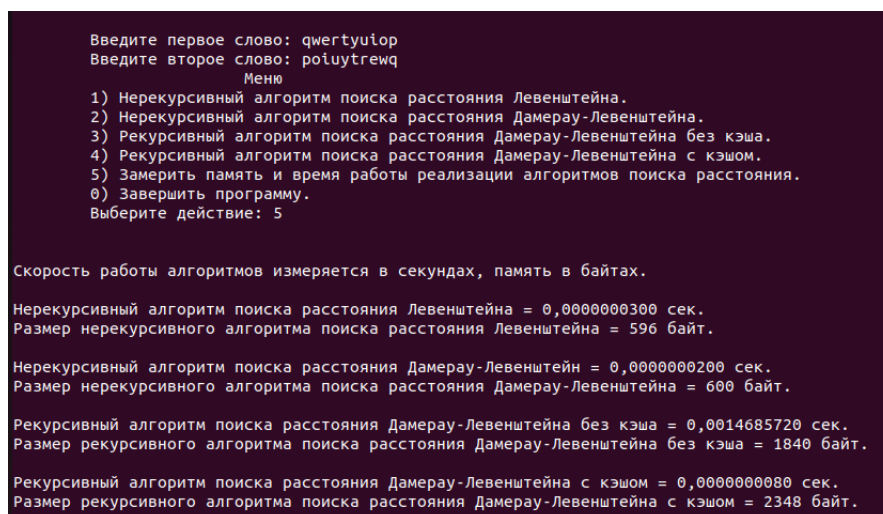 Введите первое слово: qwertyuiop
Введите второе слово: poiuytrewq
Меню
1) Нерекурсивный алгоритм поиска расстояния Левенштейна.
2) Нерекурсивный алгоритм поиска расстояния Дамерау-Левенштейна.
3) Рекурсивный алгоритм поиска расстояния Дамерау-Левенштейна без кэша.
4) Рекурсивный алгоритм поиска расстояния Дамерау-Левенштейна с кэшом.
5) Замерить память и время работы реализации алгоритмов поиска расстояния.
0) Завершить программу.
Выберите действие: 5
Скорость работы алгоритмов измеряется в секундах, память в байтах.
Нерекурсивный алгоритм поиска расстояния Левенштейна = 0,0000000300 сек.
Размер нерекурсивного алгоритма поиска расстояния Левенштейна = 596 байт.
Нерекурсивный алгоритм поиска расстояния Дамерау-Левенштейн = 0,0000000200 сек.
Размер нерекурсивного алгоритма поиска расстояния Дамерау-Левенштейна = 600 байт.
Рекурсивный алгоритм поиска расстояния Дамерау-Левенштейна без кэша = 0,0014685720 сек.
Размер рекурсивного алгоритма поиска расстояния Дамерау-Левенштейна без кэша = 1840 байт.
Рекурсивный алгоритм поиска расстояния Дамерау-Левенштейна с кэшом = 0,0000000080 сек.
Размер рекурсивного алгоритма поиска расстояния Дамерау-Левенштейна с кэшом = 2348 байт.